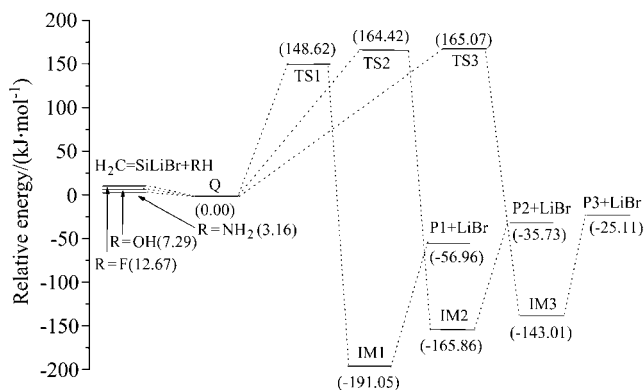 200
150
100
50
0
-50
-100
-150
-200
Relative energy/(kJ·mol⁻¹)
(148.62)
TS1
(164.42)
TS2
(165.07)
TS3
H₂C=SiLiBr+RH
Q
(0.00)
R=NH₂(3.16)
R=OH(7.29)
R=F(12.67)
P1+LiBr
(-56.96)
P2+LiBr
(-35.73)
P3+LiBr
(-25.11)
IM1
(-191.05)
IM2
(-165.86)
IM3
(-143.01)